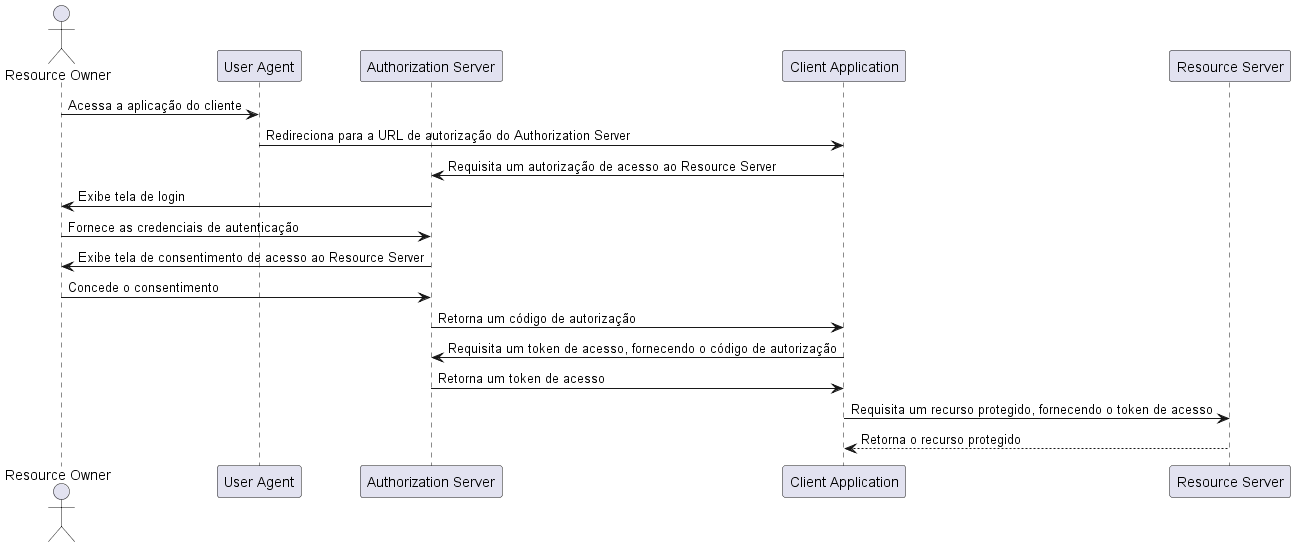 Resource Owner
User Agent
Authorization Server
Client Application
Resource Server
Acessa a aplicação do cliente
Redireciona para a URL de autorização do Authorization Server
Requisita um autorização de acesso ao Resource Server
Exibe tela de login
Fornece as credenciais de autenticação
Exibe tela de consentimento de acesso ao Resource Server
Concede o consentimento
Retorna um código de autorização
Requisita um token de acesso, fornecendo o código de autorização
Retorna um token de acesso
Requisita um recurso protegido, fornecendo o token de acesso
Retorna o recurso protegido
Resource Owner
User Agent
Authorization Server
Client Application
Resource Server